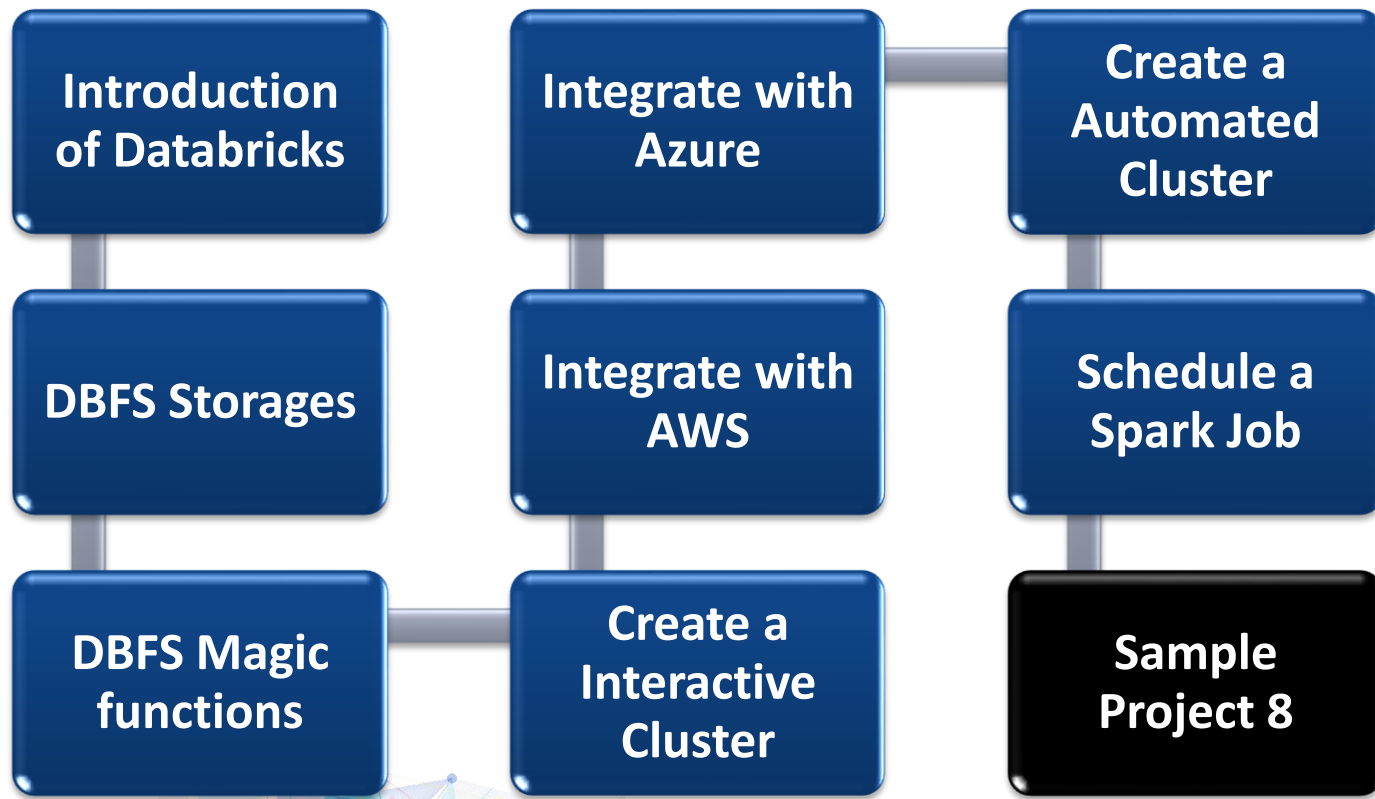 Introduction
of Databricks
DBFS Storages
DBFS Magic
functions
Create a
Interactive
Cluster
Integrate with
AWS
Integrate with
Azure
Create a
Automated
Cluster
Schedule a
Spark Job
Sample
Project 8